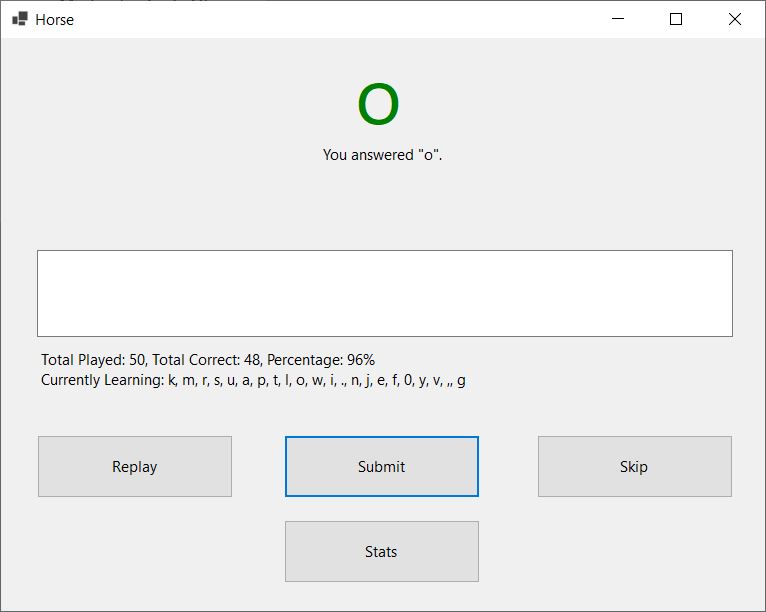 Horse
o
You answered "o".
Total Played: 50, Total Correct: 48, Percentage: 96%
Currently Learning: k, m, r, s, u, a, p, t, l, o, w, i, ., n, j, e, f, 0, y, v, ,, g
Replay
Submit
Skip
Stats